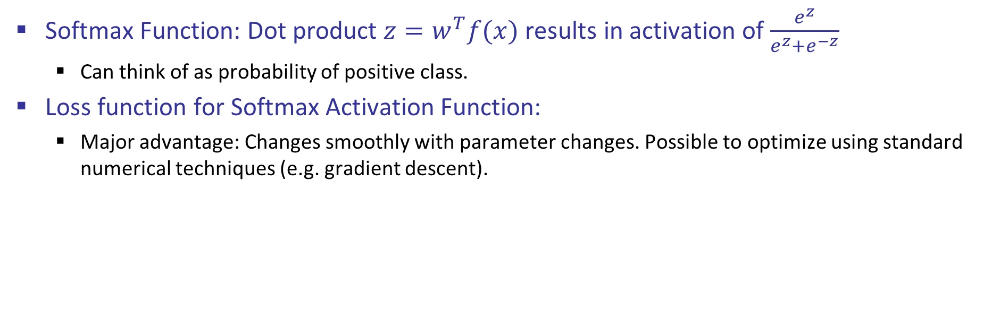 ▪ Softmax Function: Dot product $z = w^T f(x)$ results in activation of $\frac{e^z}{e^z+e^{-z}}$
▪ Can think of as probability of positive class.
▪ Loss function for Softmax Activation Function:
▪ Major advantage: Changes smoothly with parameter changes. Possible to optimize using standard
numerical techniques (e.g. gradient descent).